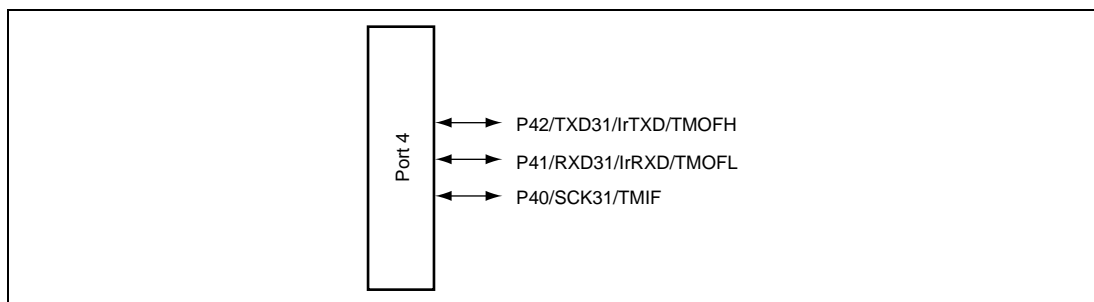 Port 4
P42/TXD31/IrTXD/TMOFH
P41/RXD31/IrRXD/TMOFL
P40/SCK31/TMIF